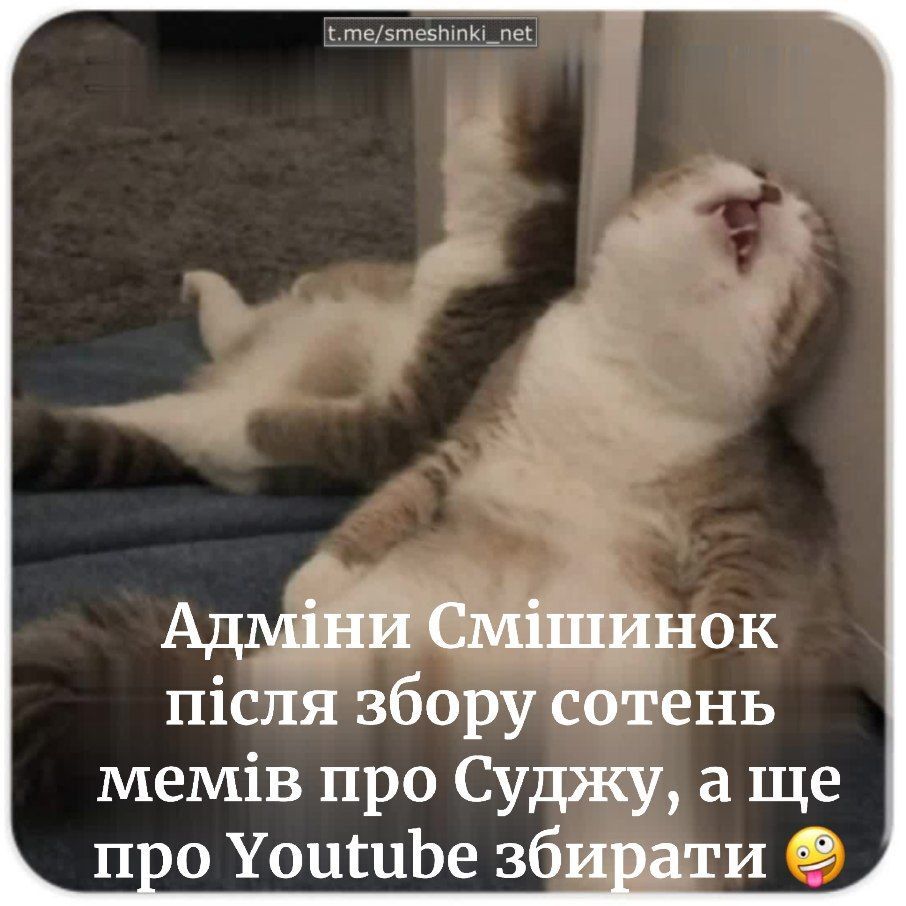 t.me/smeshinki_net
Адміни Смішинок
після збору сотень
мемів про Суджу, а ще
про Youtube збирати 🤪